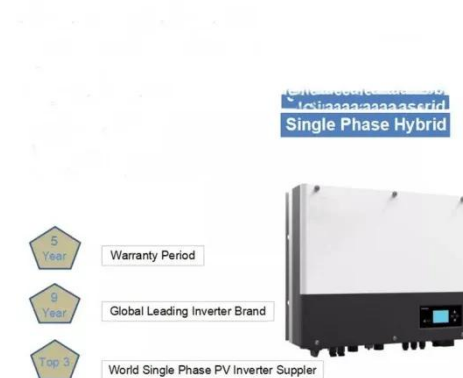 Single Phase Hybrid
5
Year
Warranty Period
9
Year
Global Leading Inverter Brand
Top 3
World Single Phase PV Inverter Suppler